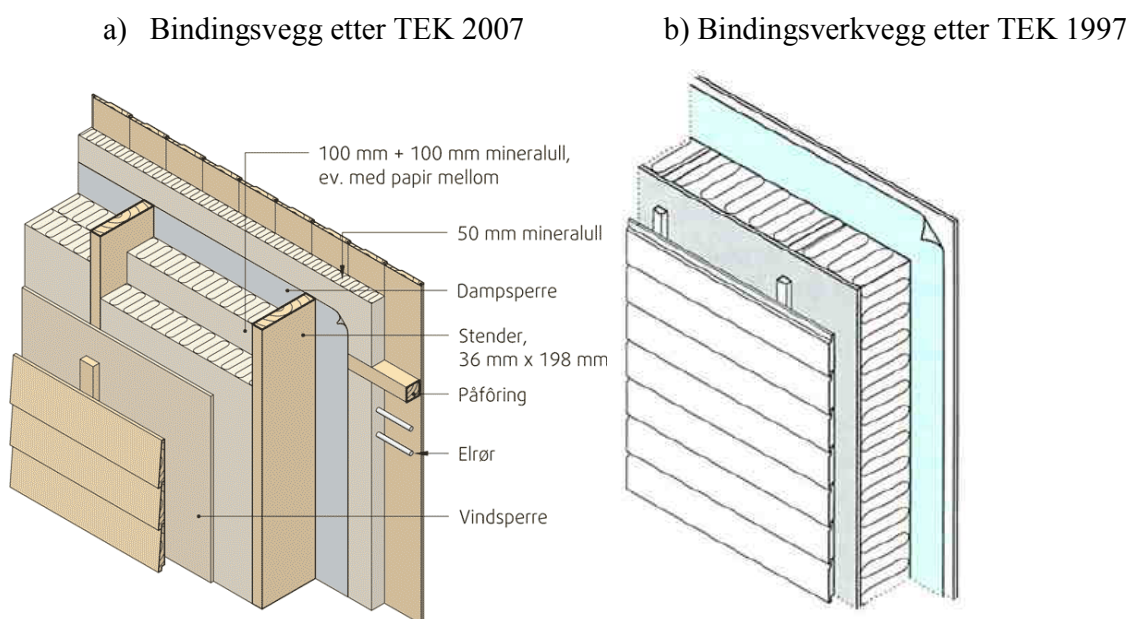 a) Bindingsvegg etter TEK 2007
b) Bindingsverkvegg etter TEK 1997
100 mm + 100 mm mineralull,
ev. med papir mellom
50 mm mineralull
Dampsperre
Stender,
36 mm x 198 mm
Påfôring
Elrør
Vindsperre